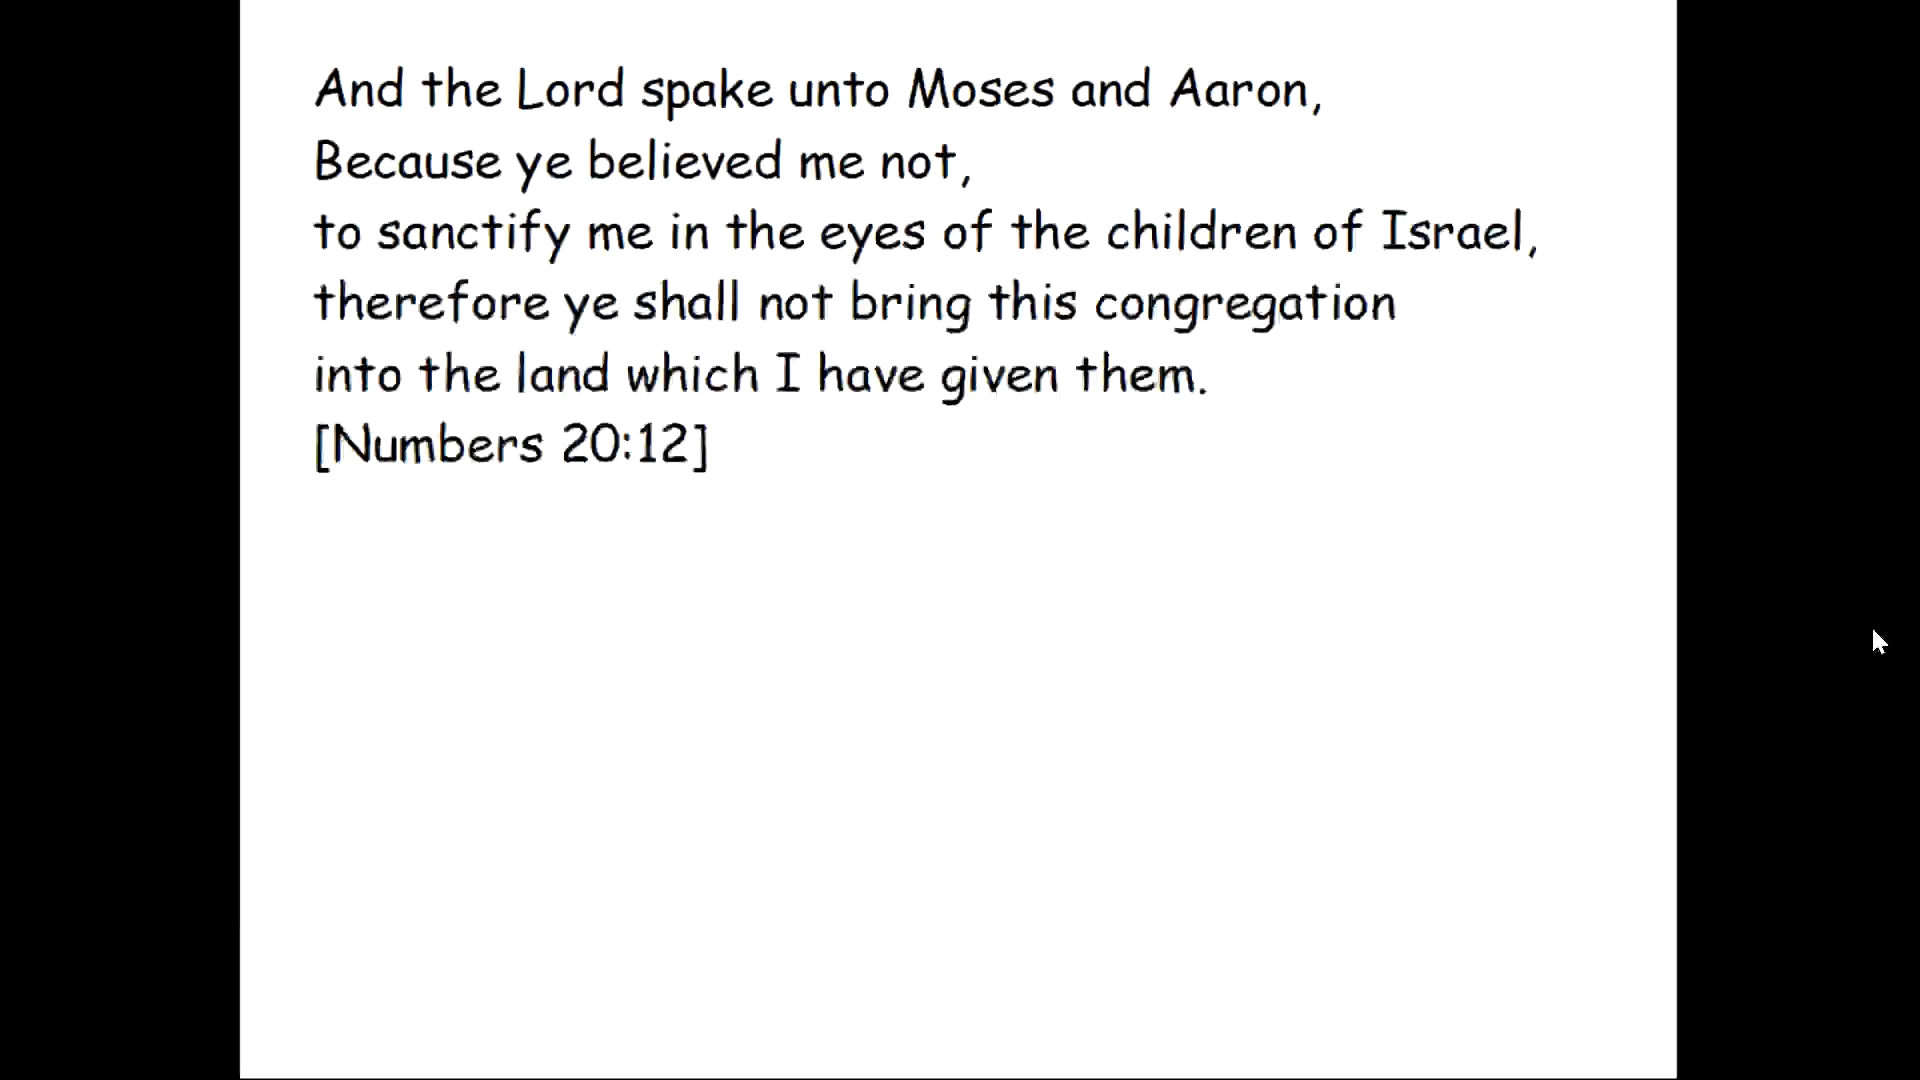 And the Lord spake unto Moses and Aaron,
Because ye believed me not,
to sanctify me in the eyes of the children of Israel,
therefore ye shall not bring this congregation
into the land which I have given them.
[Numbers 20:12]